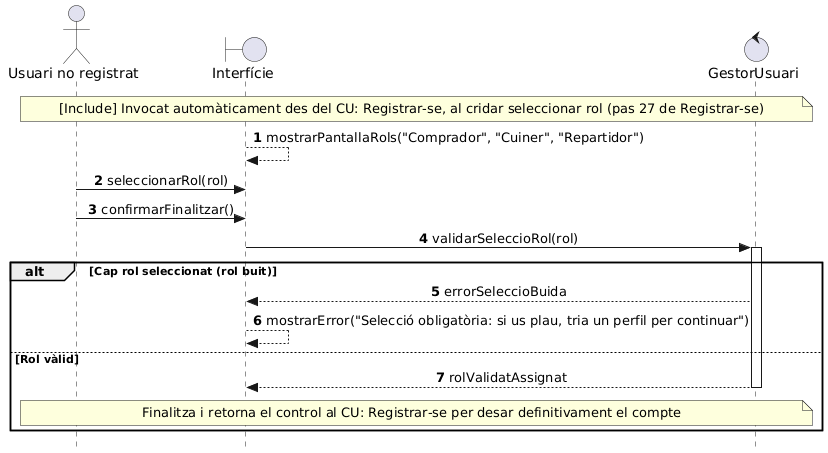 Usuari no registrat
Interfície
GestorUsuari
[Include] Invocat automàticament des del CU: Registrar-se, al cridar seleccionar rol (pas 27 de Registrar-se)
1 mostrarPantallaRols("Comprador", "Cuiner", "Repartidor")
2 seleccionarRol(rol)
3 confirmarFinalitzar()
4 validarSeleccioRol(rol)
alt [Cap rol seleccionat (rol buit)]
5 errorSeleccioBuida
6 mostrarError("Selecció obligatòria: si us plau, tria un perfil per continuar")
[Rol vàlid]
7 rolValidatAssignat
Finalitza i retorna el control al CU: Registrar-se per desar definitivament el compte